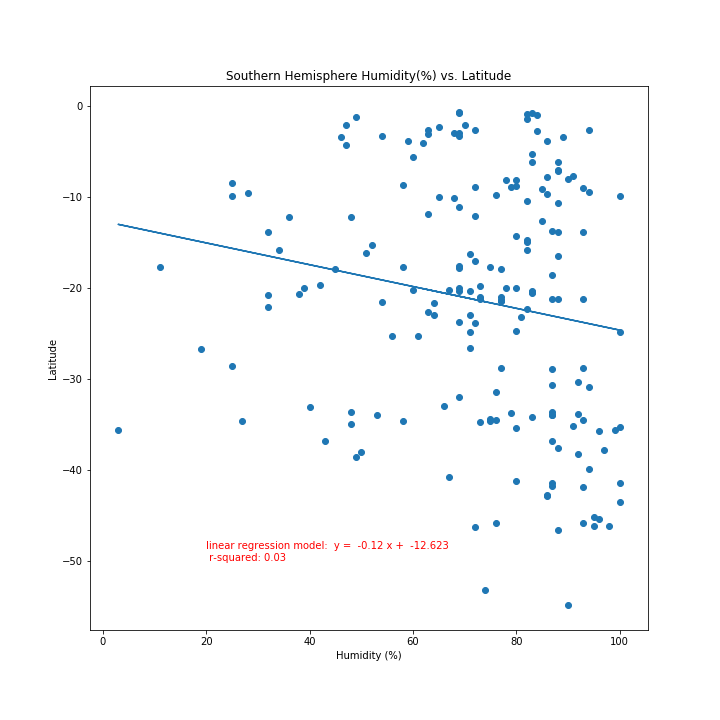 Southern Hemisphere Humidity(%) vs. Latitude
0
−10
−20
−30
−40
−50
Latitude
linear regression model:  y =  -0.12 x +  -12.623
r-squared: 0.03
0 20 40 60 80 100
Humidity (%)